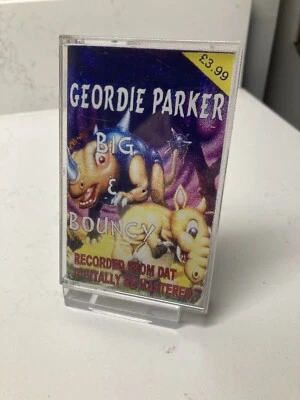 £3.99
GEORDIE PARKER
BIG
&
BOUNCY
RECORDED FROM DAT
DIGITALLY REMASTERED